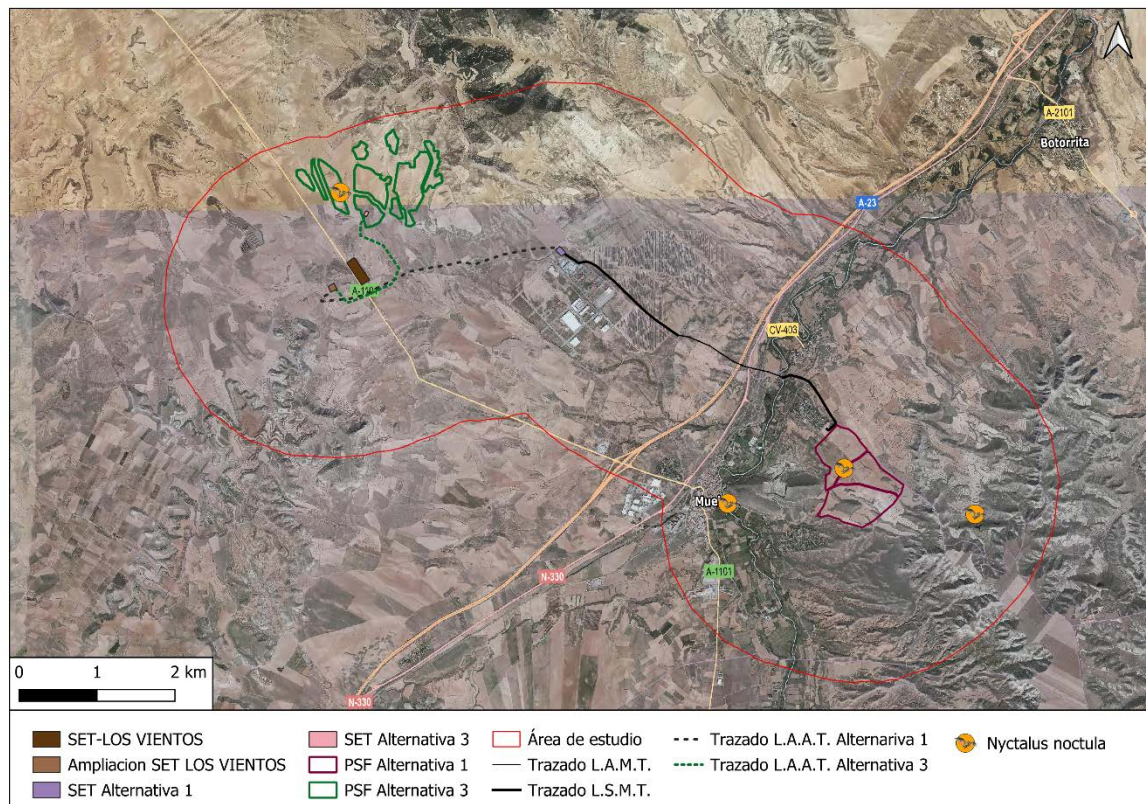 A-2101
Botorrita
A-23
A-1101
CV-403
Mue
A-1101
N-330
N-330
0 1 2 km
SET-LOS VIENTOS
Ampliacion SET LOS VIENTOS
SET Alternativa 1
SET Alternativa 3
PSF Alternativa 1
PSF Alternativa 3
Área de estudio
Trazado L.A.M.T.
Trazado L.S.M.T.
Trazado L.A.A.T. Alternariva 1
Trazado L.A.A.T. Alternativa 3
Nyctalus noctula